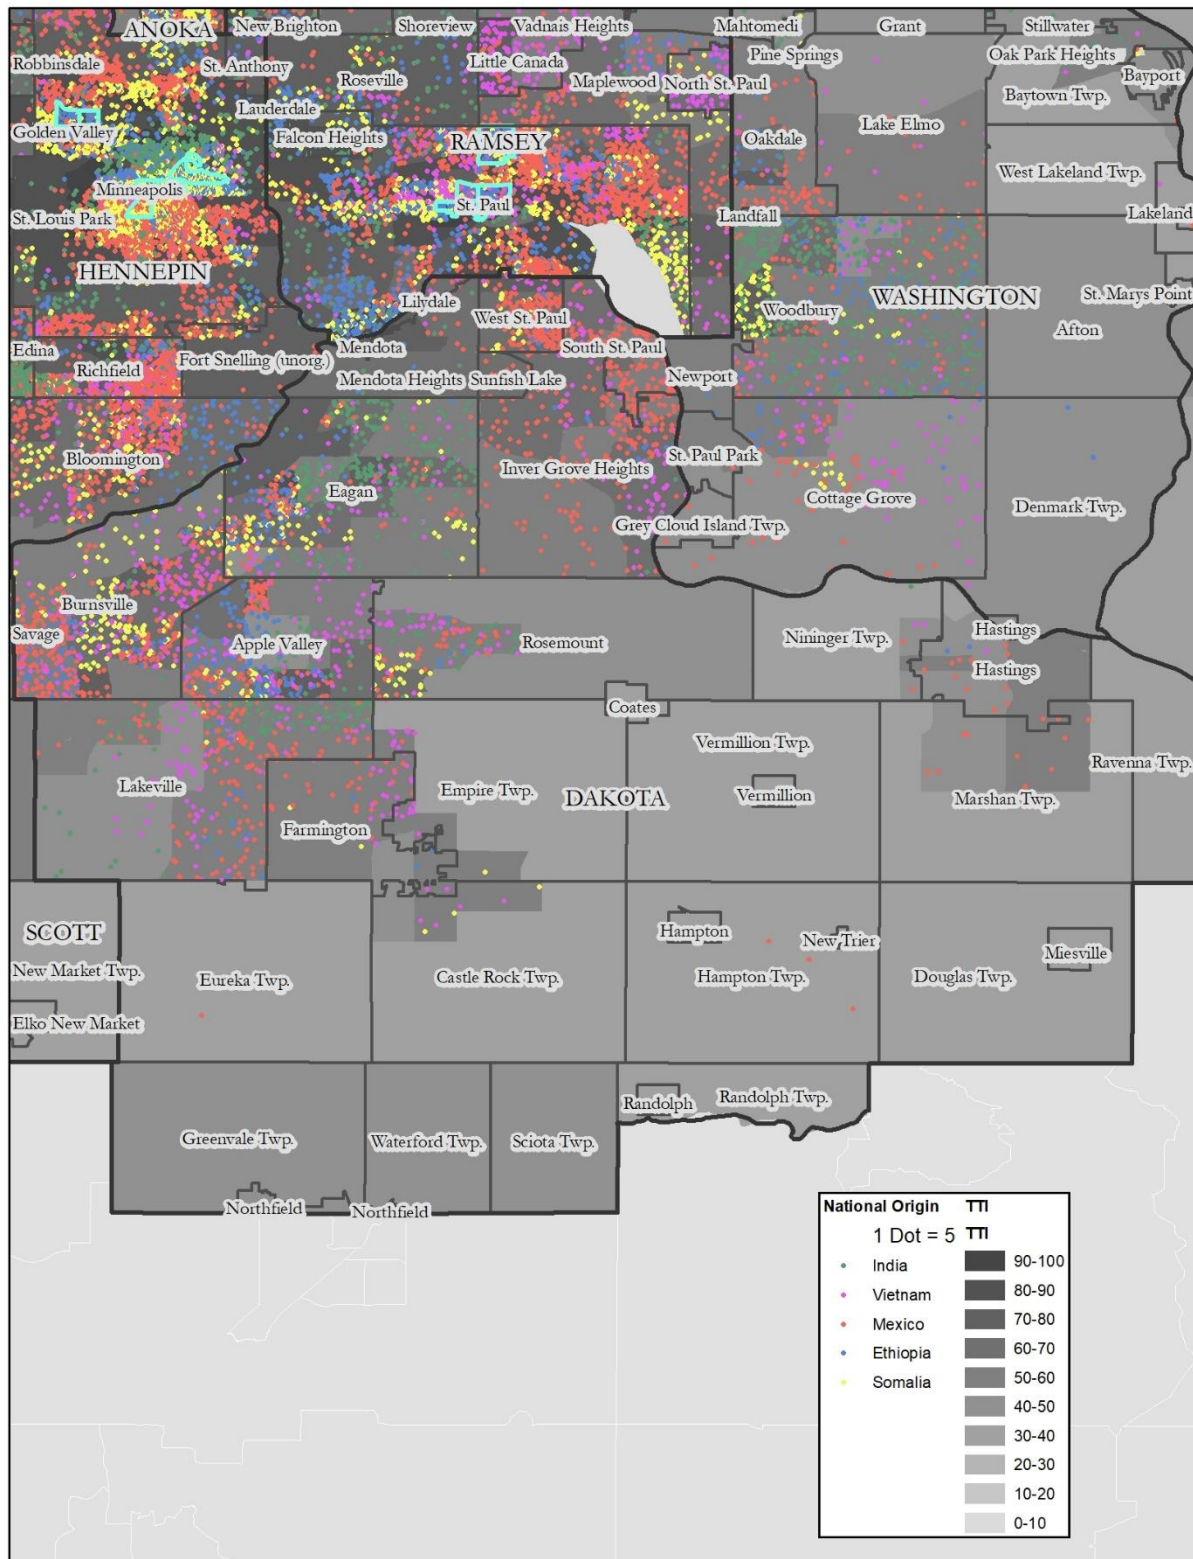 ANOKA
New Brighton
Shoreview
Vadnais Heights
Mahtomedi
Grant
Stillwater
Robbinsdale
St. Anthony
Roseville
Little Canada
Maplewood
North St. Paul
Pine Springs
Oak Park Heights
Bayport
Baytown Twp.
Golden Valley
Lauderdale
Falcon Heights
RAMSEY
Oakdale
Lake Elmo
West Lakeland Twp.
Minneapolis
St. Louis Park
St. Paul
Landfall
Lakeland
HENNEPIN
Lilydale
West St. Paul
Woodbury
WASHINGTON
St. Marys Point
Afton
Edina
Richfield
Fort Snelling (unorg.)
Mendota
Mendota Heights
Sunfish Lake
South St. Paul
Newport
Bloomington
Eagan
Inver Grove Heights
St. Paul Park
Cottage Grove
Denmark Twp.
Grey Cloud Island Twp.
Burnsville
Savage
Apple Valley
Rosemount
Nininger Twp.
Hastings
Hastings
Coates
Vermillion Twp.
Ravenna Twp.
Lakeville
Empire Twp.
DAKOTA
Vermillion
Marshan Twp.
Farmington
SCOTT
Hampton
New Trier
Miesville
New Market Twp.
Eureka Twp.
Castle Rock Twp.
Hampton Twp.
Douglas Twp.
Elko New Market
Randolph
Randolph Twp.
Greenvale Twp.
Waterford Twp.
Sciota Twp.
Northfield
Northfield
National Origin
1 Dot = 5
India
Vietnam
Mexico
Ethiopia
Somalia
TTI
TTI
90-100
80-90
70-80
60-70
50-60
40-50
30-40
20-30
10-20
0-10